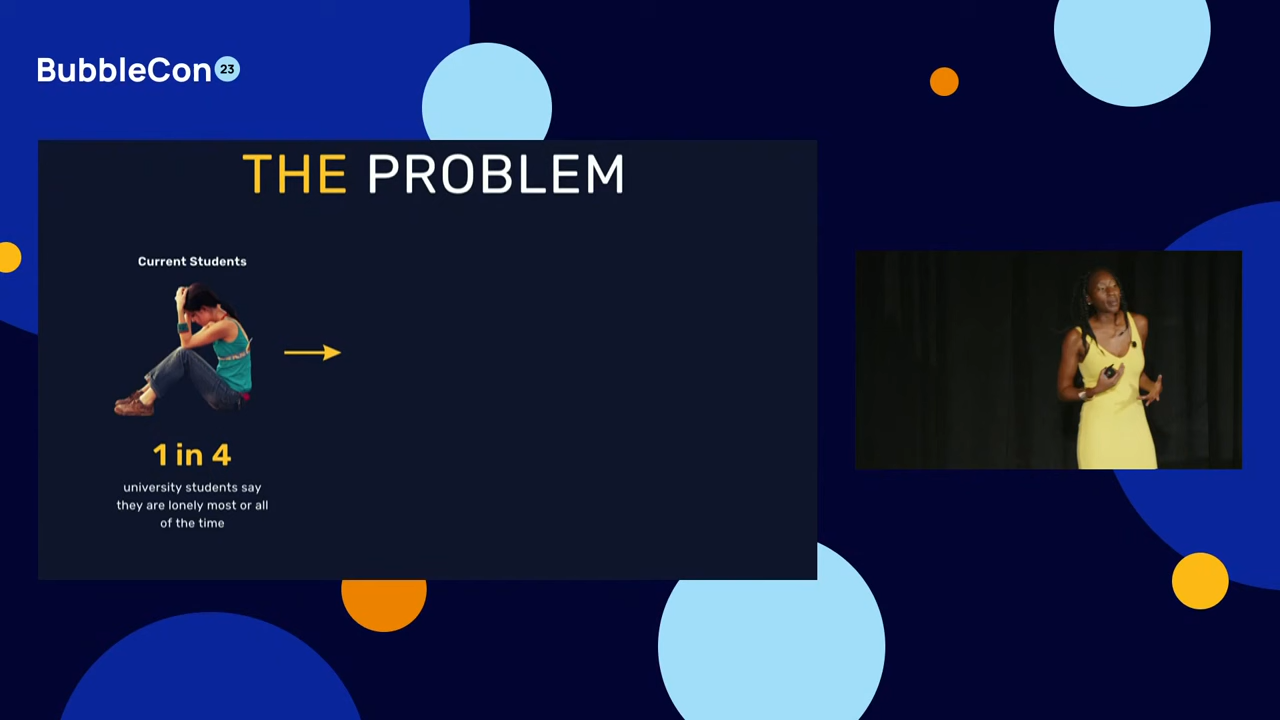 BubbleCon 23
THE PROBLEM
Current Students
1 in 4
university students say
they are lonely most or all
of the time